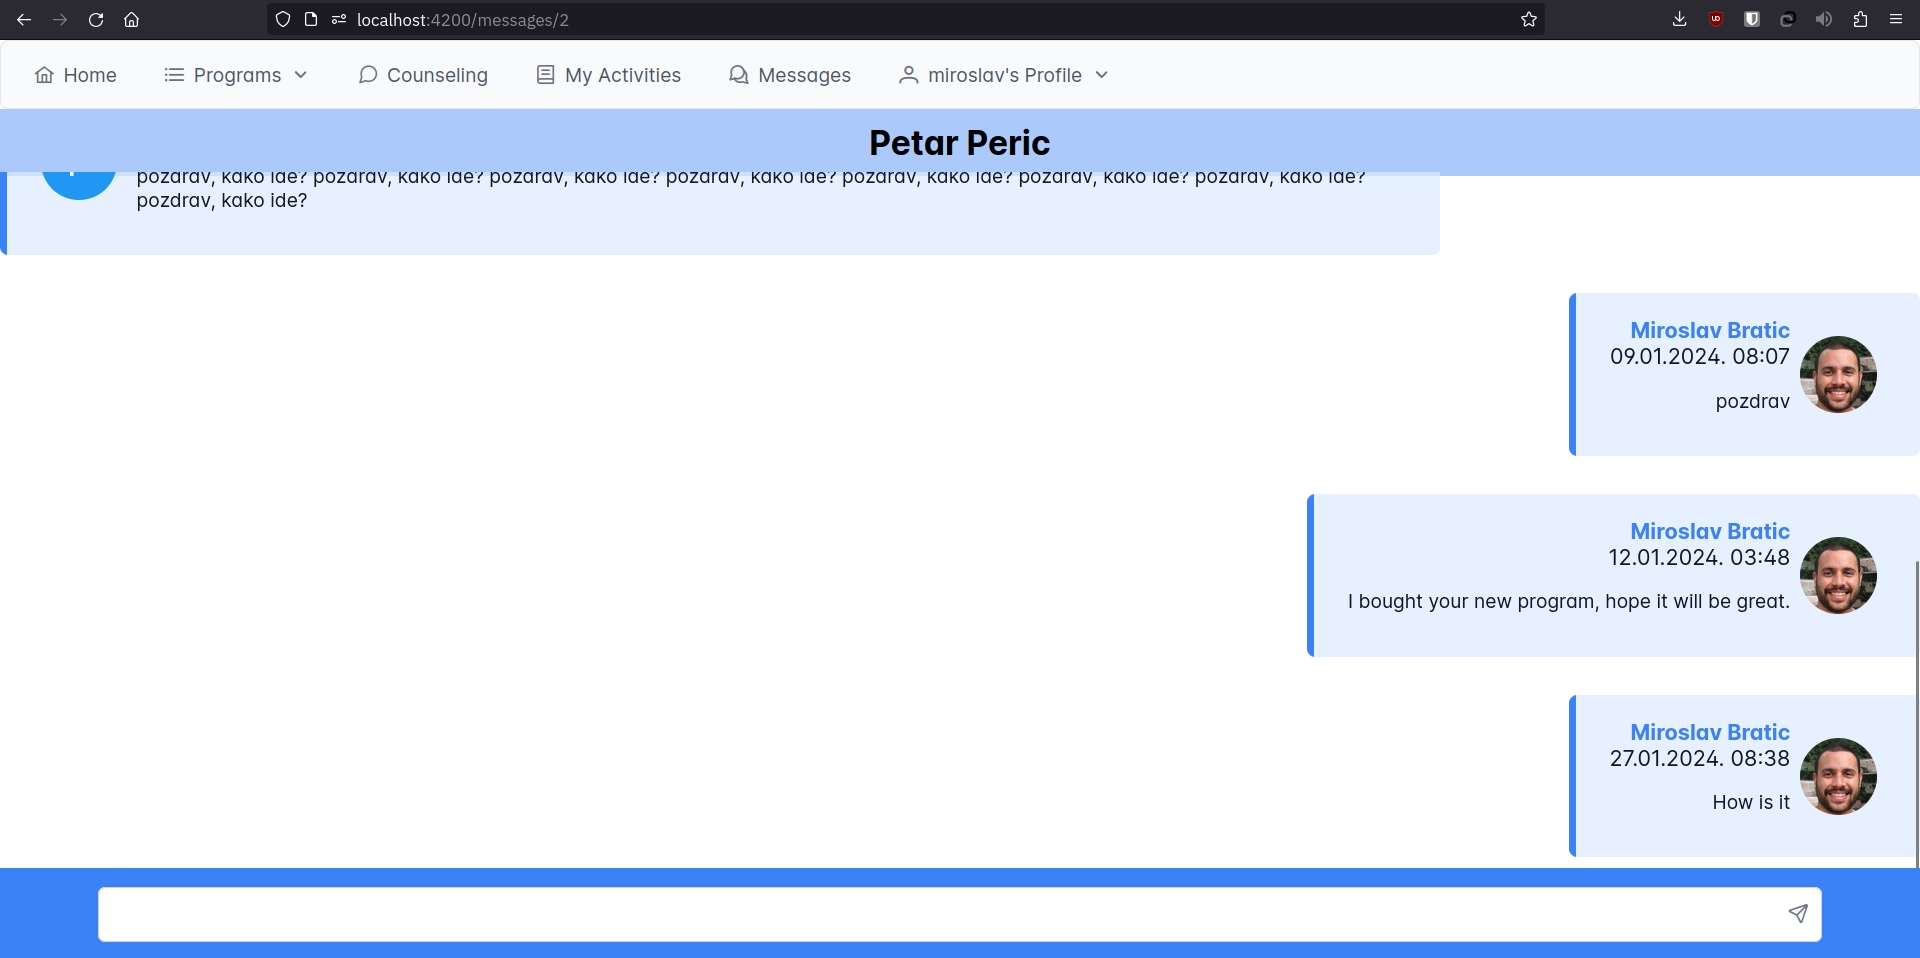 localhost:4200/messages/2
Home Programs Counseling My Activities Messages miroslav's Profile
Petar Peric
pozdrav, kako ide? pozdrav, kako ide? pozdrav, kako ide? pozdrav, kako ide? pozdrav, kako ide? pozdrav, kako ide? pozdrav, kako ide?
pozdrav, kako ide?
Miroslav Bratic
09.01.2024. 08:07
pozdrav
Miroslav Bratic
12.01.2024. 03:48
I bought your new program, hope it will be great.
Miroslav Bratic
27.01.2024. 08:38
How is it